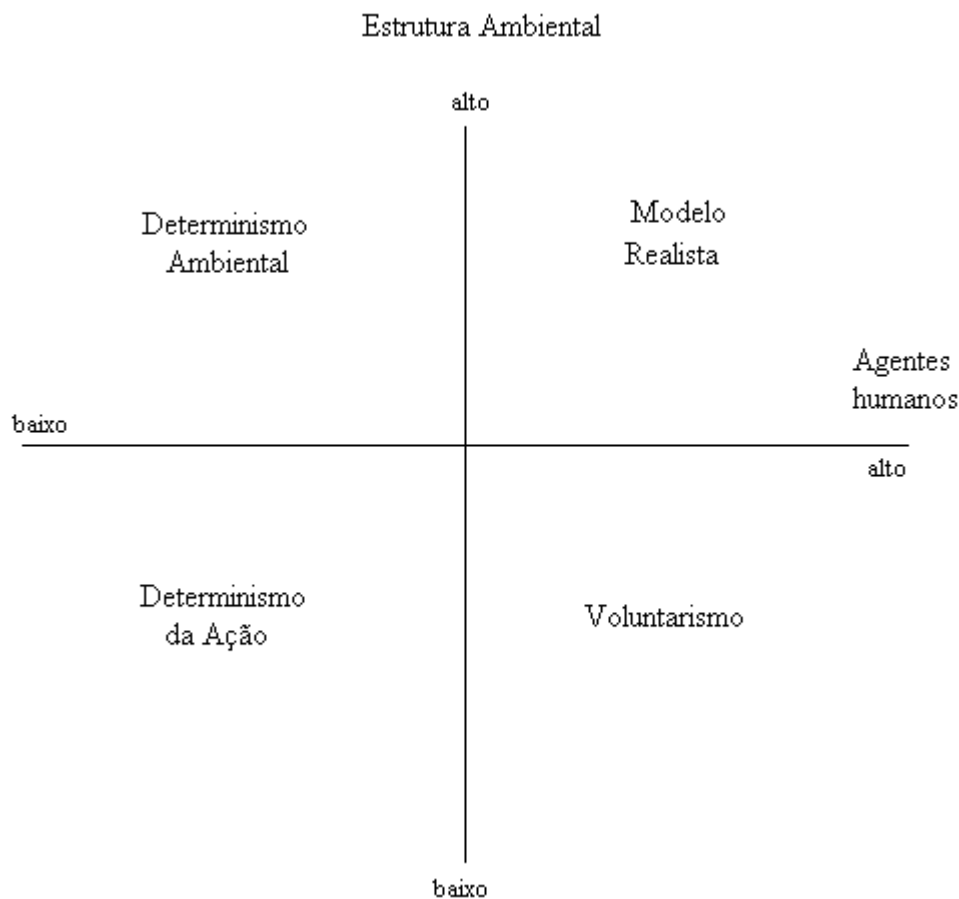 Estrutura Ambiental
alto
Determinismo
Ambiental
Modelo
Realista
Agentes
humanos
baixo
alto
Determinismo
da Ação
Voluntarismo
baixo